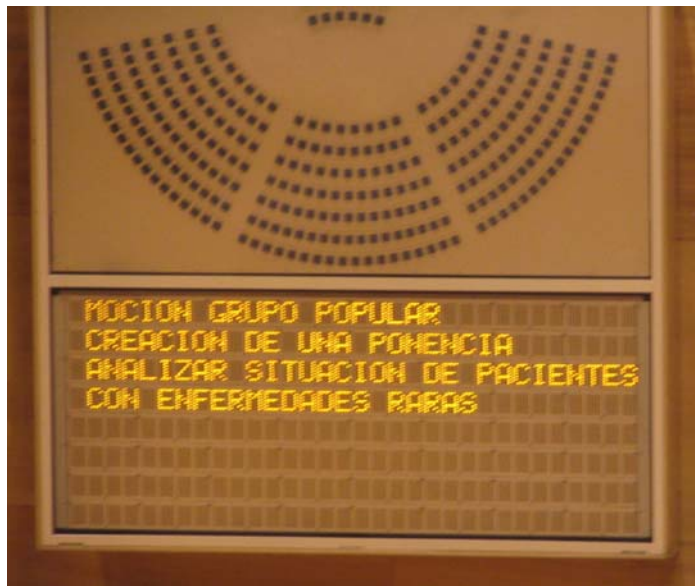 MOCION GRUPO POPULAR
CREACION DE UNA PONENCIA
ANALIZAR SITUACION DE PACIENTES
CON ENFERMEDADES RARAS